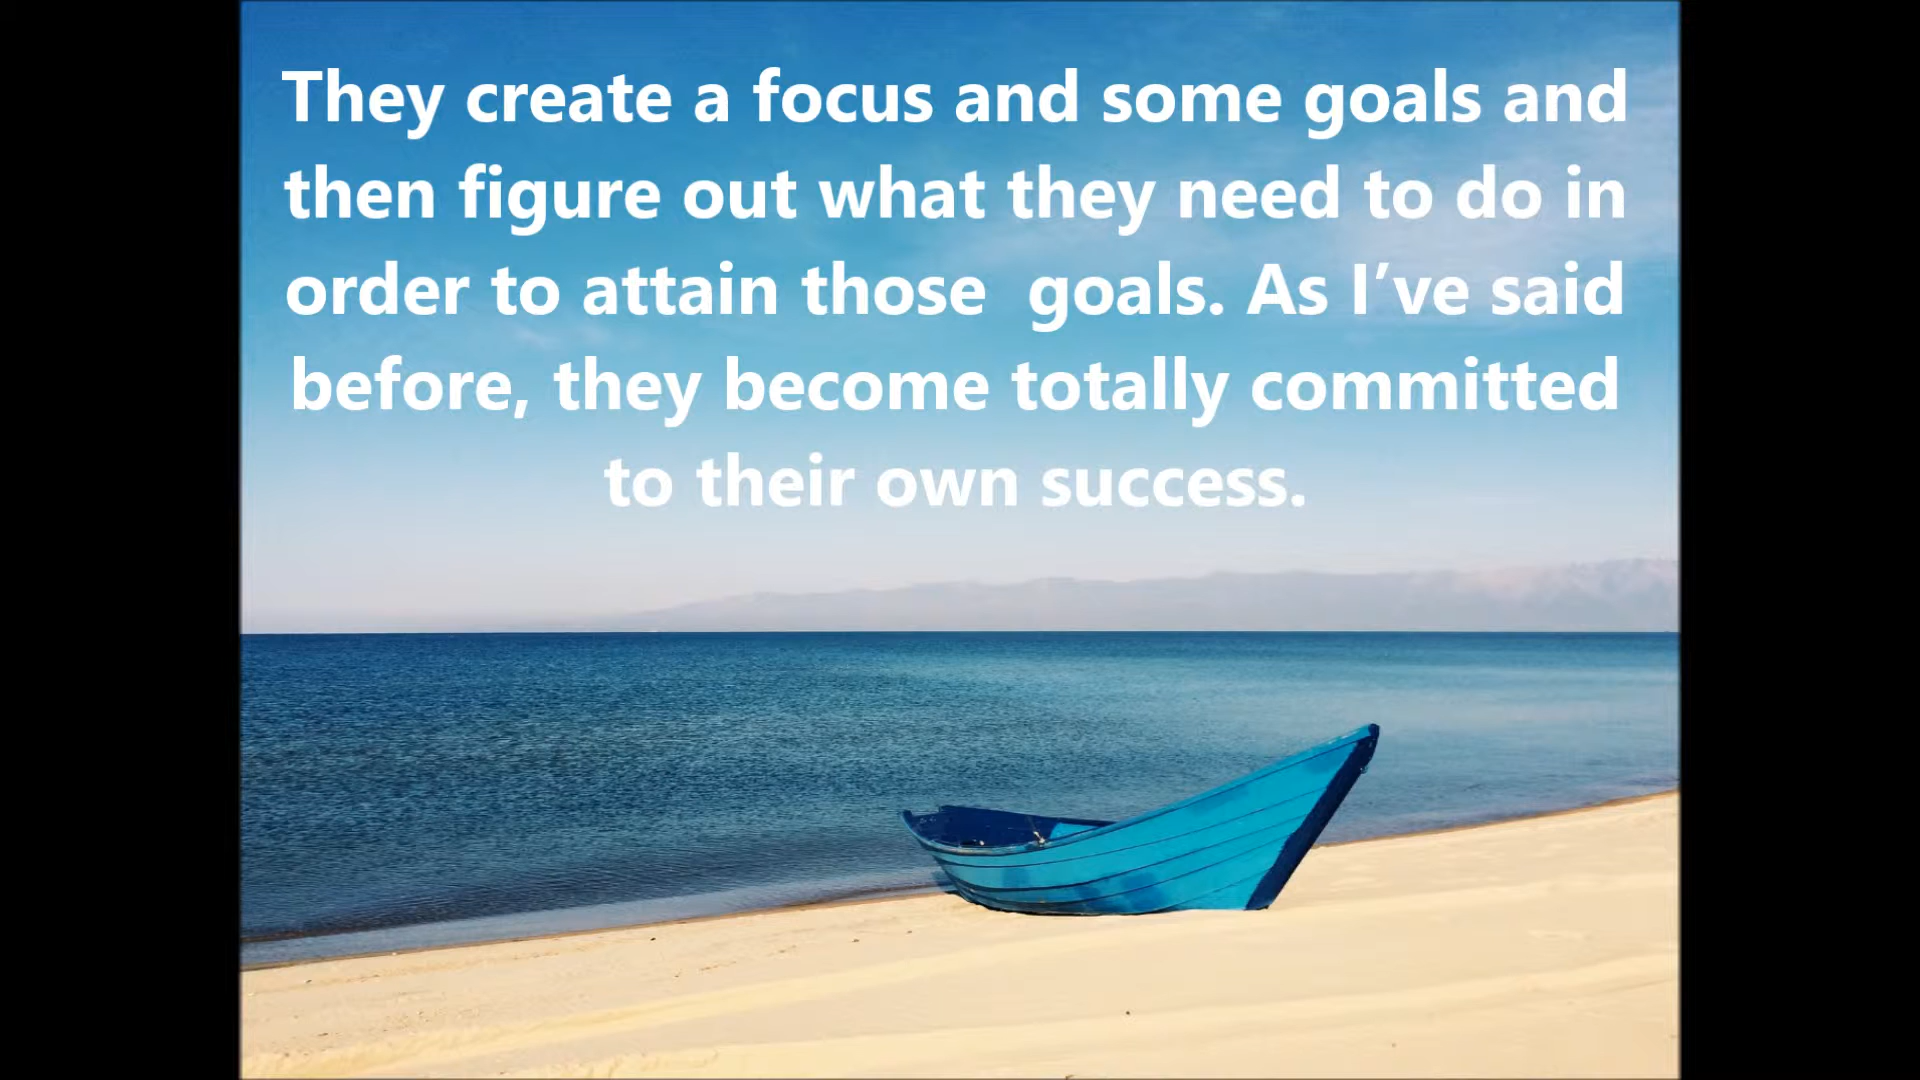 They create a focus and some goals and
then figure out what they need to do in
order to attain those  goals. As I’ve said
before, they become totally committed
to their own success.